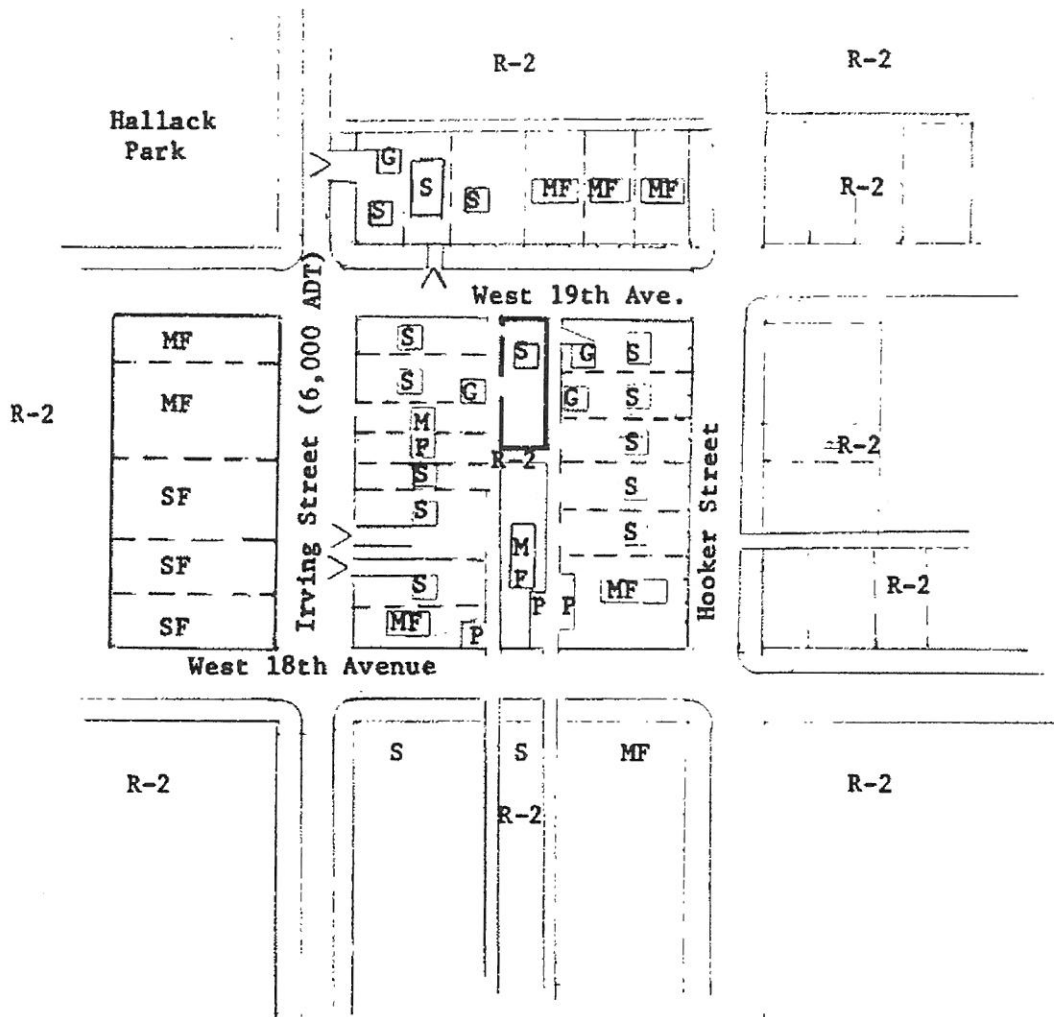 R-2
R-2
Hallack
Park
G
S
S
S
MF
MF
MF
R-2
Irving Street (6,000 ADT)
West 19th Ave.
MF
S
S
G
S
MF
S
G
G
S
R-2
M
F
S
R-2
R-2
S
SF
S
S
S
M
F
SF
S
P
P
MF
R-2
Hooker Street
SF
MF
P
West 18th Avenue
S
S
MF
R-2
R-2
R-2